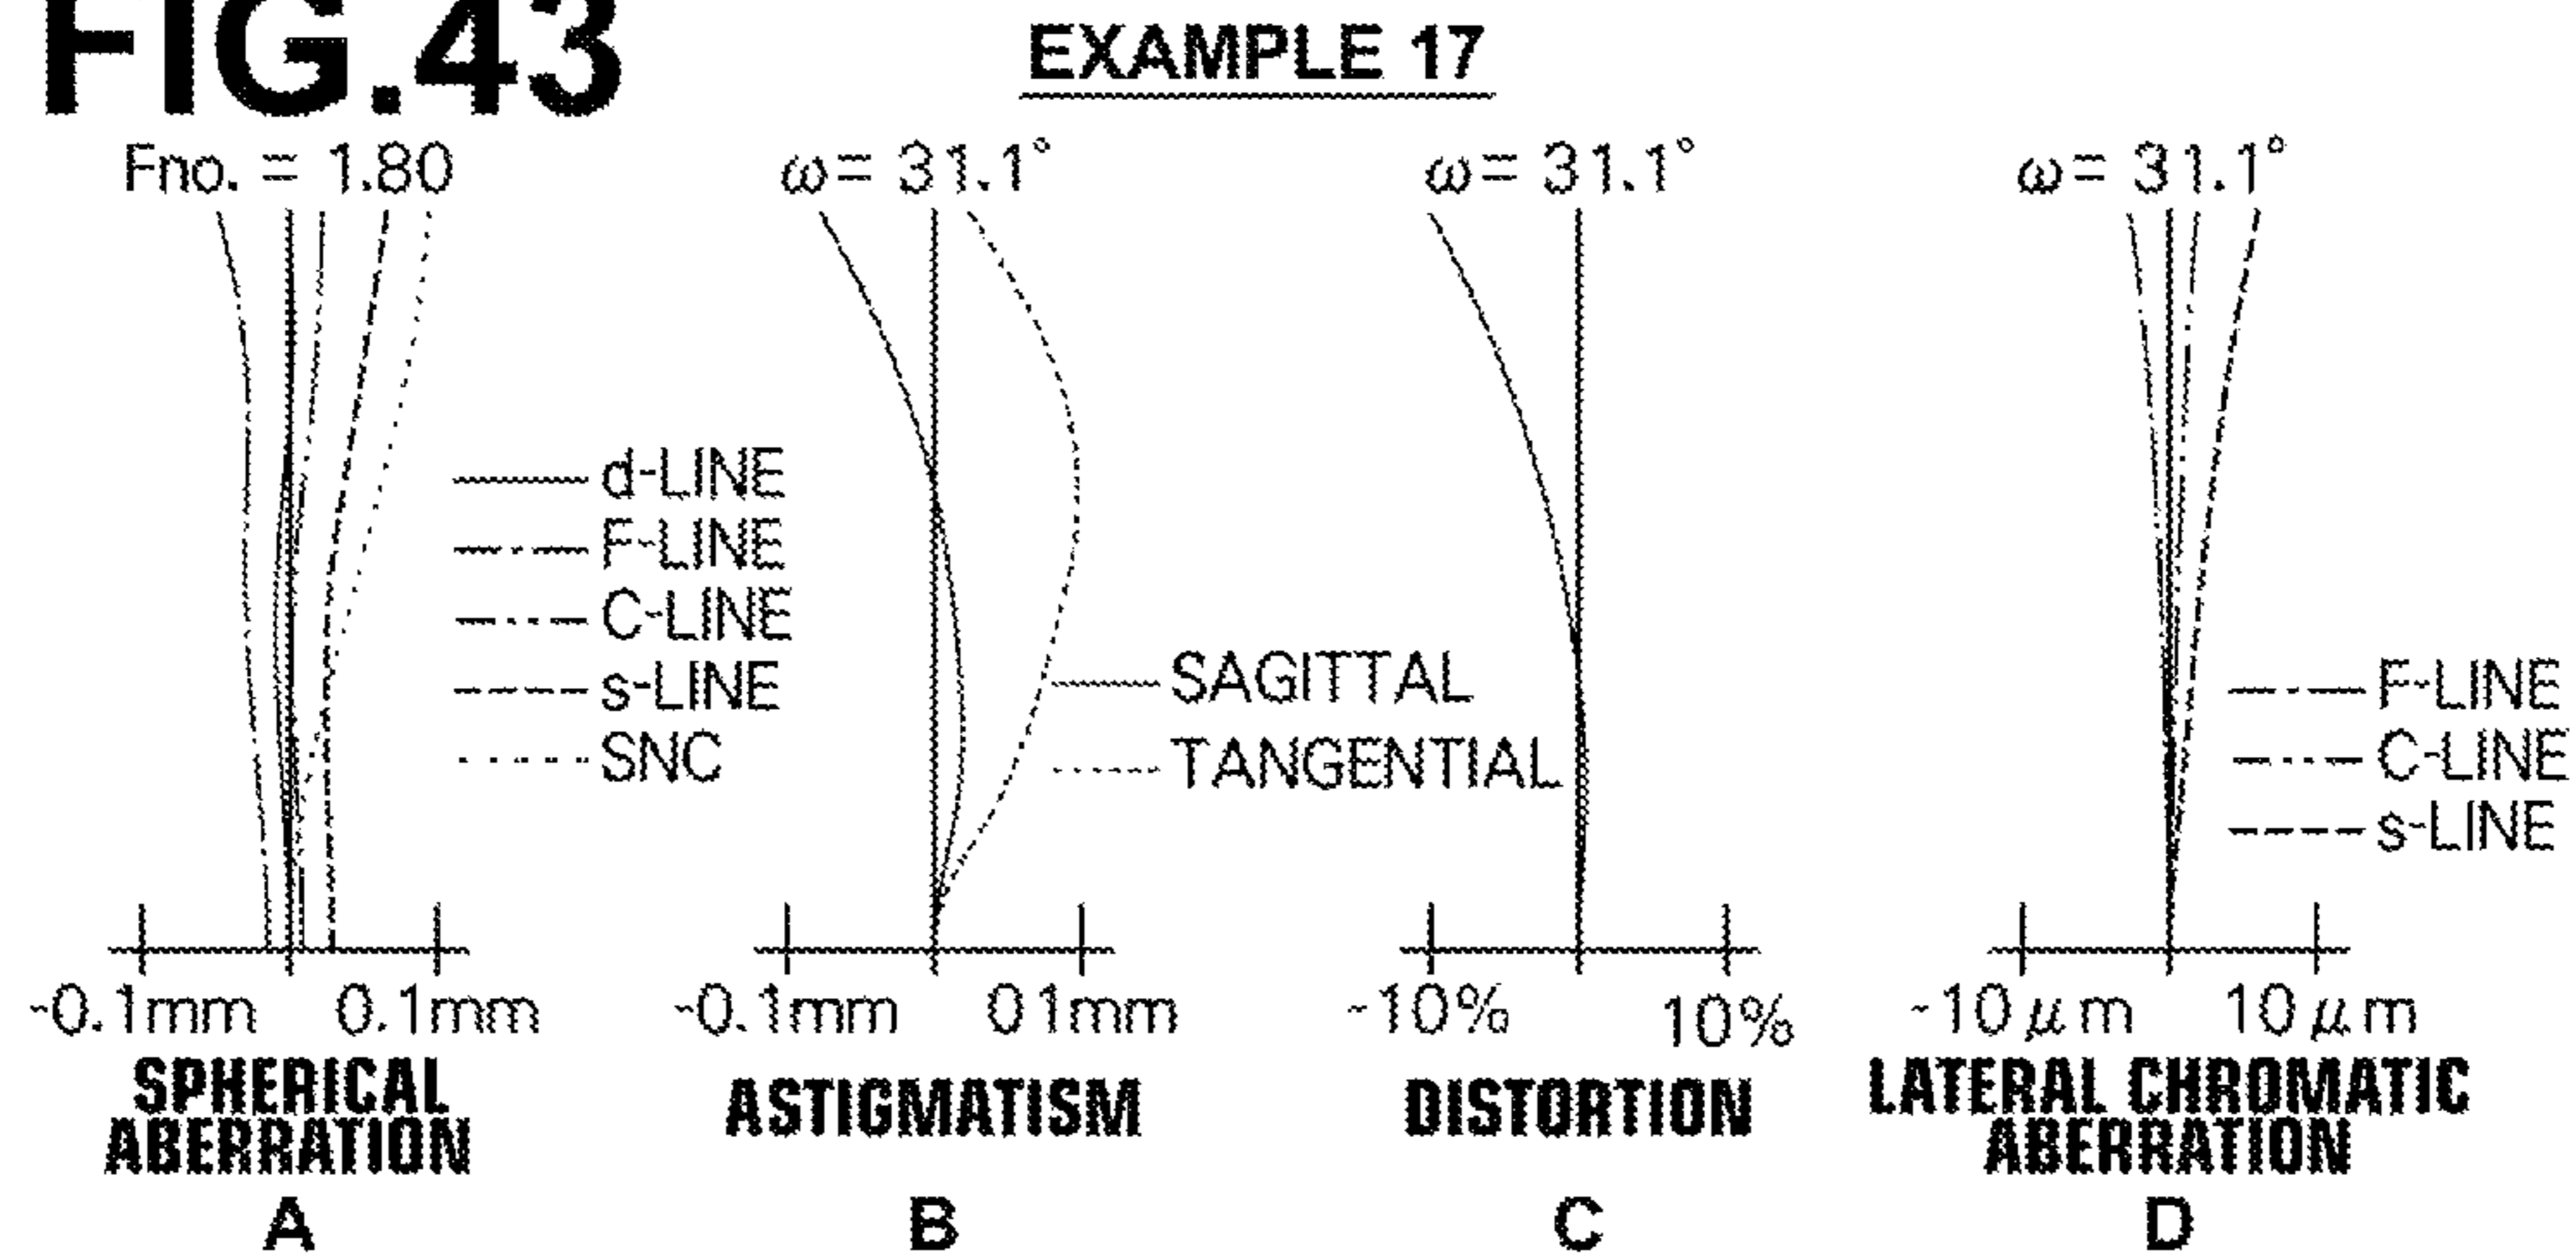 FIG.43
EXAMPLE 17
Fno. = 1.80
ω= 31.1°
ω= 31.1°
ω= 31.1°
d-LINE
F-LINE
C-LINE
s-LINE
SNC
SAGITTAL
TANGENTIAL
F-LINE
C-LINE
s-LINE
-0.1mm 0.1mm
-0.1mm 0 1mm
-10% 10%
-10μm 10μm
SPHERICAL
ABERRATION
ASTIGMATISM
DISTORTION
LATERAL CHROMATIC
ABERRATION
A
B
C
D